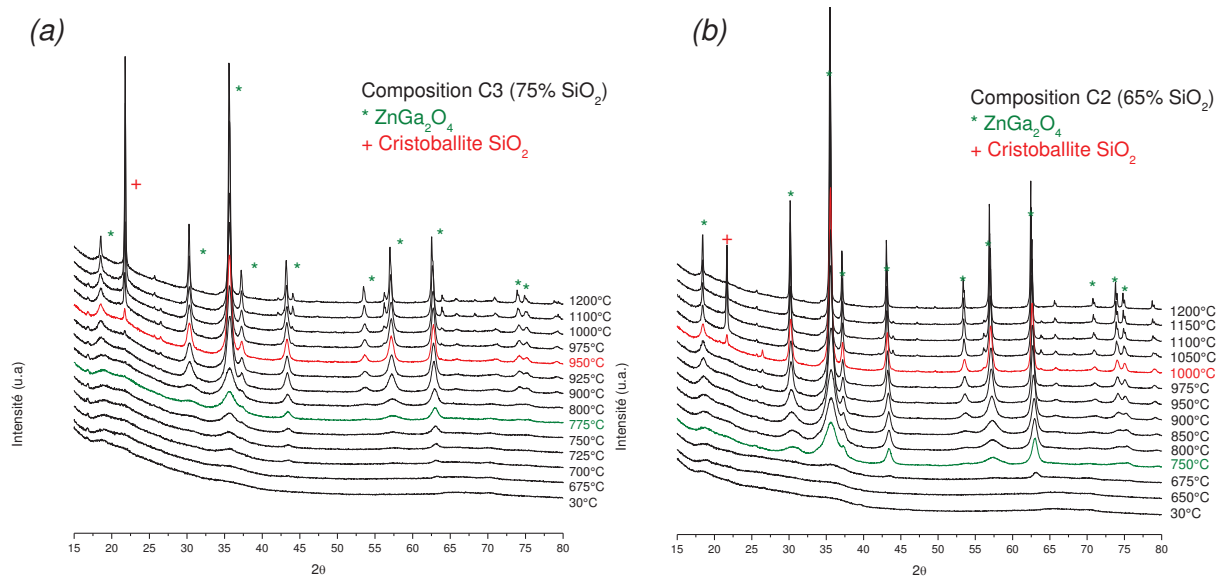 (a)
Composition C3 (75% SiO₂)
* ZnGa₂O₄
+ Cristoballite SiO₂
* * + * * * * * * * *
1200°C
1100°C
1000°C
975°C
950°C
925°C
900°C
800°C
775°C
750°C
725°C
700°C
675°C
30°C
Intensité (u.a)
15 20 25 30 35 40 45 50 55 60 65 70 75 80
2θ
(b)
Composition C2 (65% SiO₂)
* ZnGa₂O₄
+ Cristoballite SiO₂
* + * * * * * * * * * *
1200°C
1150°C
1100°C
1050°C
1000°C
975°C
950°C
900°C
850°C
800°C
750°C
675°C
650°C
30°C
Intensité (u.a.)
15 20 25 30 35 40 45 50 55 60 65 70 75 80
2θ